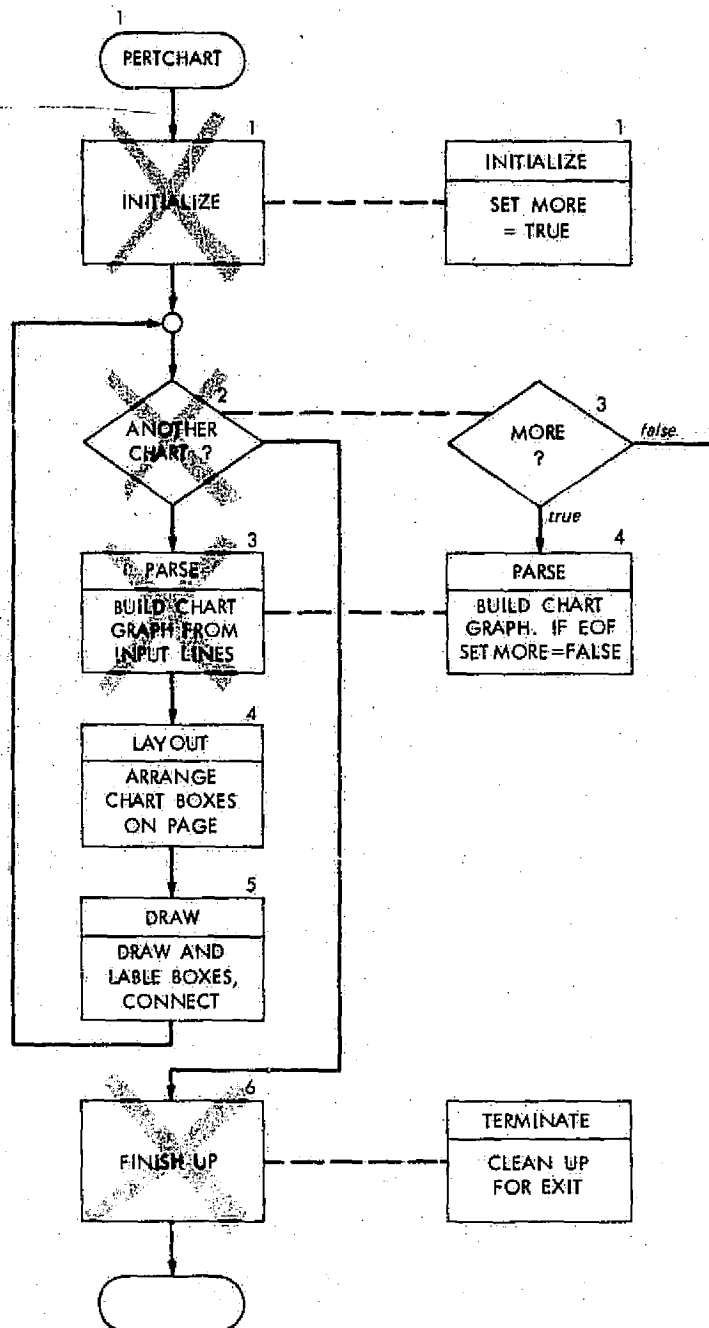 1
PERTCHART
1
INITIALIZE
1
INITIALIZE
SET MORE
= TRUE
2
ANOTHER
CHART ?
3
MORE
?
false
true
3
PARSE
BUILD CHART
GRAPH FROM
INPUT LINES
4
PARSE
BUILD CHART
GRAPH. IF EOF
SET MORE=FALSE
4
LAYOUT
ARRANGE
CHART BOXES
ON PAGE
5
DRAW
DRAW AND
LABLE BOXES,
CONNECT
6
FINISH UP
TERMINATE
CLEAN UP
FOR EXIT